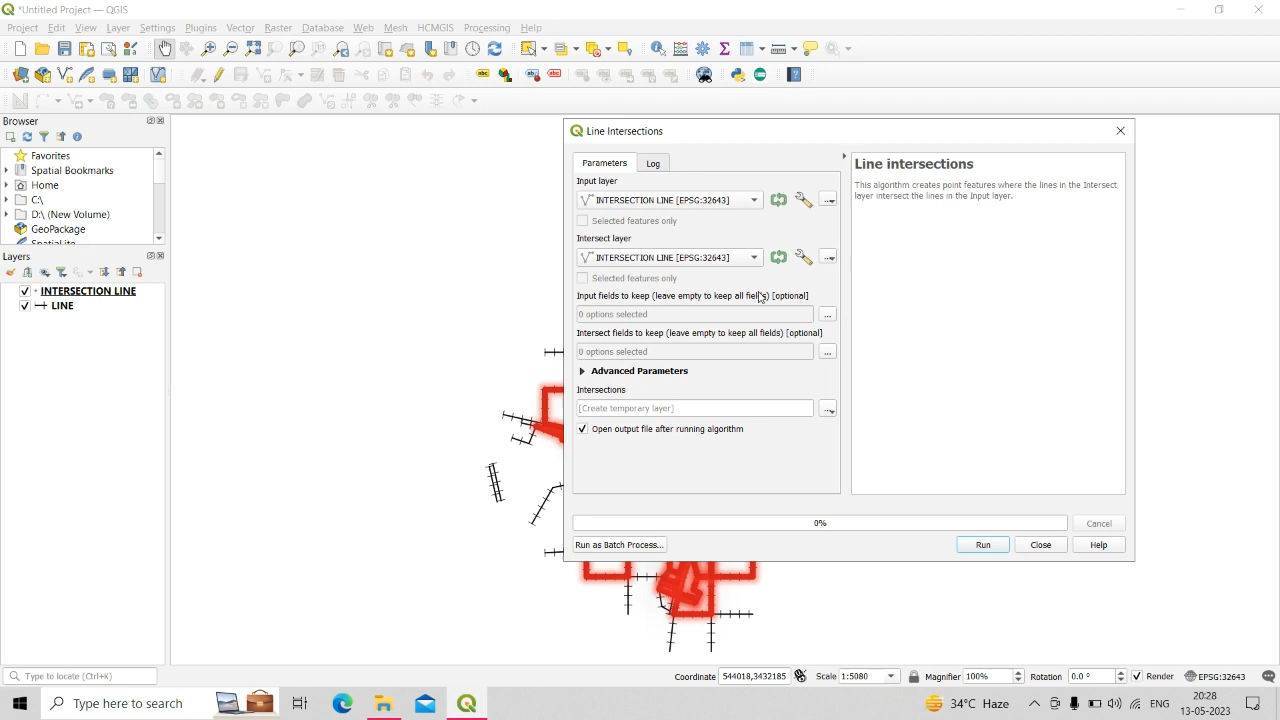 *Untitled Project — QGIS
Project Edit View Layer Settings Plugins Vector Raster Database Web Mesh HCMGIS Processing Help
Browser
Favorites
Spatial Bookmarks
Home
C:\
D:\ (New Volume)
GeoPackage
SpatiaLite
Layers
INTERSECTION LINE
LINE
Line Intersections
Parameters Log
Input layer
INTERSECTION LINE [EPSG:32643]
Selected features only
Intersect layer
INTERSECTION LINE [EPSG:32643]
Selected features only
Input fields to keep (leave empty to keep all fields) [optional]
0 options selected
Intersect fields to keep (leave empty to keep all fields) [optional]
0 options selected
Advanced Parameters
Intersections
[Create temporary layer]
Open output file after running algorithm
Line intersections
This algorithm creates point features where the lines in the Intersect
layer intersect the lines in the Input layer.
0% Cancel
Run as Batch Process... Run Close Help
Type to locate (Ctrl+K) Coordinate 544018,3432185 Scale 1:5080 Magnifier 100% Rotation 0.0 ° Render EPSG:32643
Type here to search 34°C Haze ENG 20:28
13-05-2023